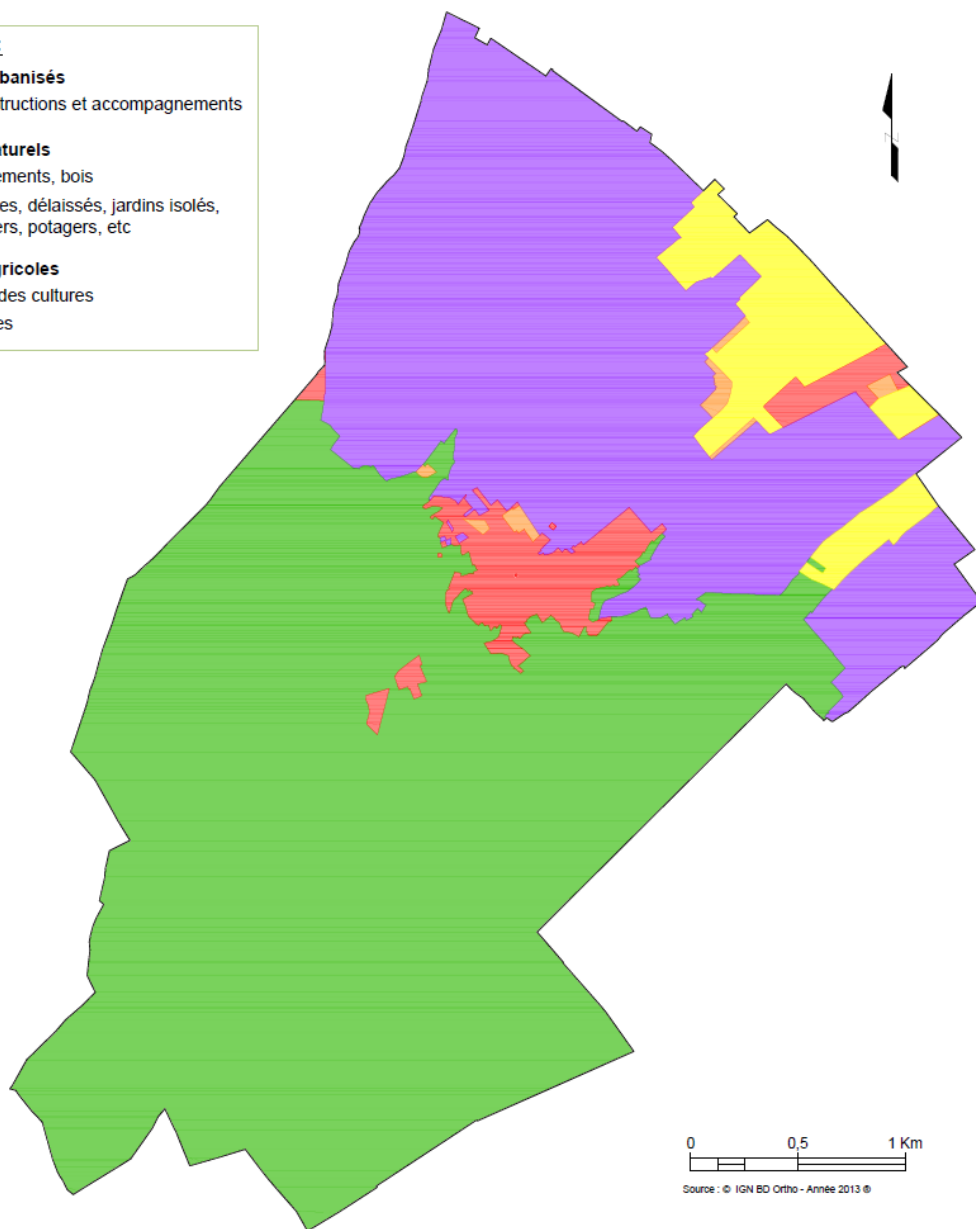 :
banisés
tructions et accompagnements
turels
ements, bois
es, délaissés, jardins isolés,
ers, potagers, etc
gricoles
des cultures
es
N
0 0,5 1 Km
Source : © IGN BD Ortho - Année 2013 ®